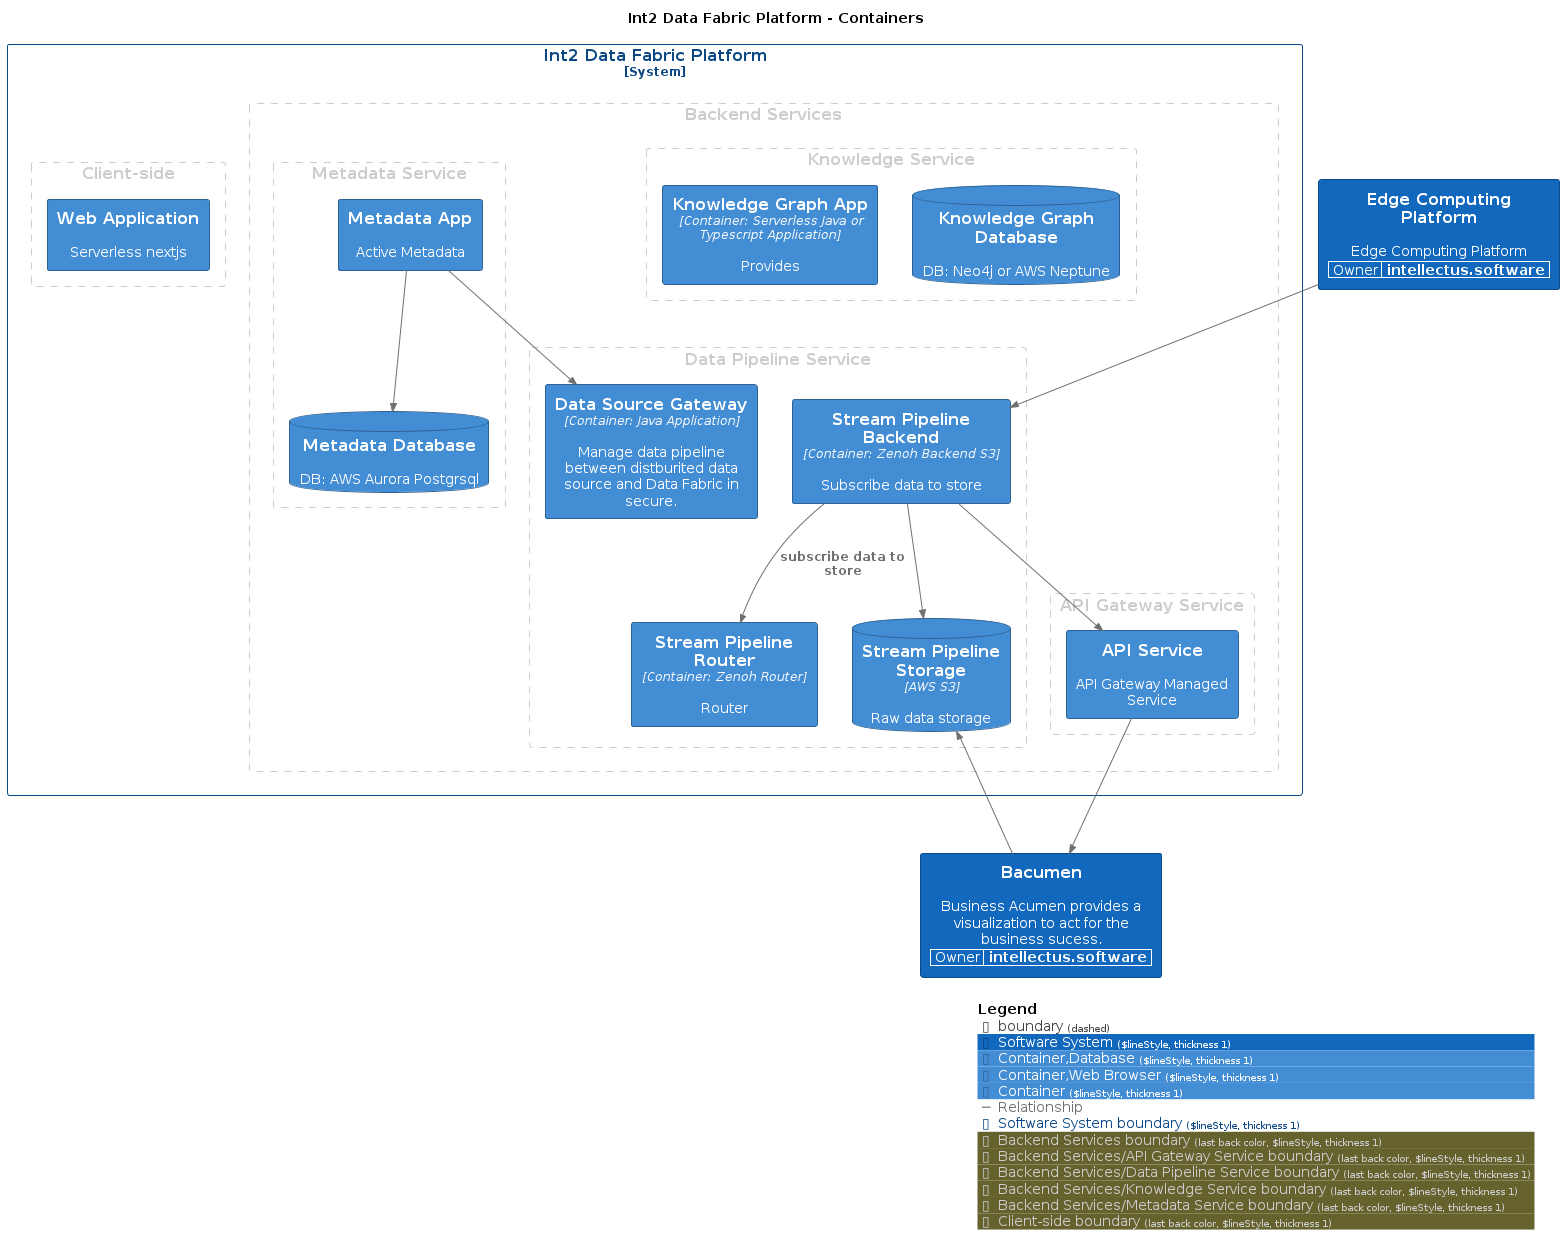 Int2 Data Fabric Platform - Containers
Int2 Data Fabric Platform
[System]
Backend Services
Client-side
Web Application
Serverless nextjs
Metadata Service
Metadata App
Active Metadata
Knowledge Service
Knowledge Graph App
[Container: Serverless Java or
Typescript Application]
Provides
Knowledge Graph
Database
DB: Neo4j or AWS Neptune
Edge Computing
Platform
Edge Computing Platform
Owner intellectus.software
Metadata Database
DB: AWS Aurora Postgrsql
Data Pipeline Service
Data Source Gateway
[Container: Java Application]
Manage data pipeline
between distburited data
source and Data Fabric in
secure.
Stream Pipeline
Backend
[Container: Zenoh Backend S3]
Subscribe data to store
subscribe data to
store
Stream Pipeline
Router
[Container: Zenoh Router]
Router
Stream Pipeline
Storage
[AWS S3]
Raw data storage
API Gateway Service
API Service
API Gateway Managed
Service
Bacumen
Business Acumen provides a
visualization to act for the
business sucess.
Owner intellectus.software
Legend
boundary (dashed)
Software System ($lineStyle, thickness 1)
Container,Database ($lineStyle, thickness 1)
Container,Web Browser ($lineStyle, thickness 1)
Container ($lineStyle, thickness 1)
Relationship
Software System boundary ($lineStyle, thickness 1)
Backend Services boundary (last back color, $lineStyle, thickness 1)
Backend Services/API Gateway Service boundary (last back color, $lineStyle, thickness 1)
Backend Services/Data Pipeline Service boundary (last back color, $lineStyle, thickness 1)
Backend Services/Knowledge Service boundary (last back color, $lineStyle, thickness 1)
Backend Services/Metadata Service boundary (last back color, $lineStyle, thickness 1)
Client-side boundary (last back color, $lineStyle, thickness 1)